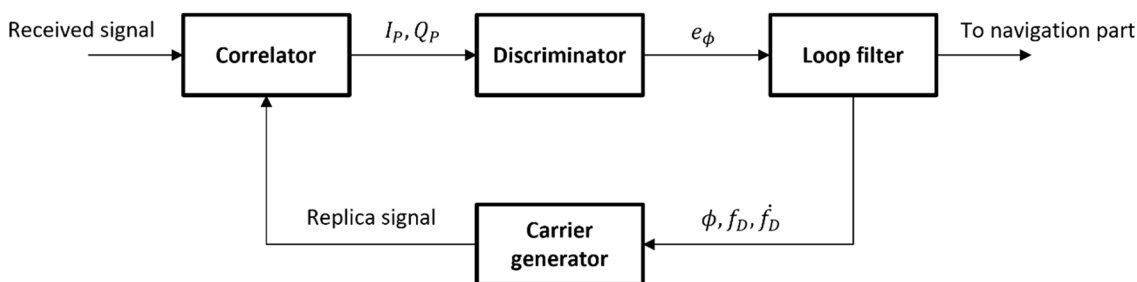 Received signal
Correlator
I_P, Q_P
Discriminator
e_ϕ
Loop filter
To navigation part
Replica signal
Carrier
generator
ϕ, f_D, ḟ_D